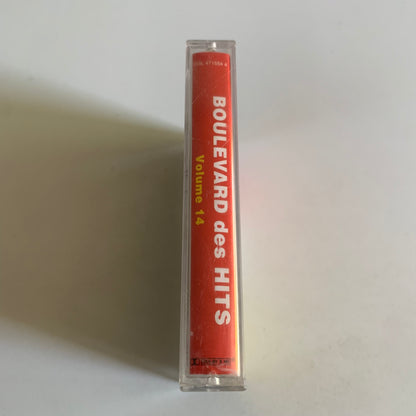 BOULEVARD des HITS
Volume 14